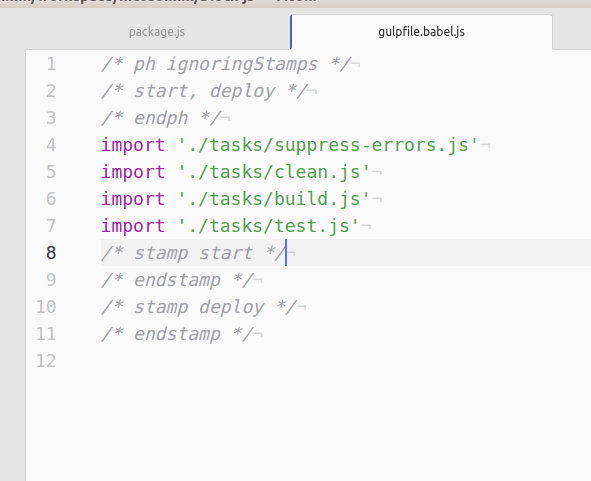 package.js
gulpfile.babel.js
1 /* ph ignoringStamps */¬
2 /* start, deploy */¬
3 /* endph */¬
4 import './tasks/suppress-errors.js'¬
5 import './tasks/clean.js'¬
6 import './tasks/build.js'¬
7 import './tasks/test.js'¬
8 /* stamp start */¬
9 /* endstamp */¬
10 /* stamp deploy */¬
11 /* endstamp */¬
12